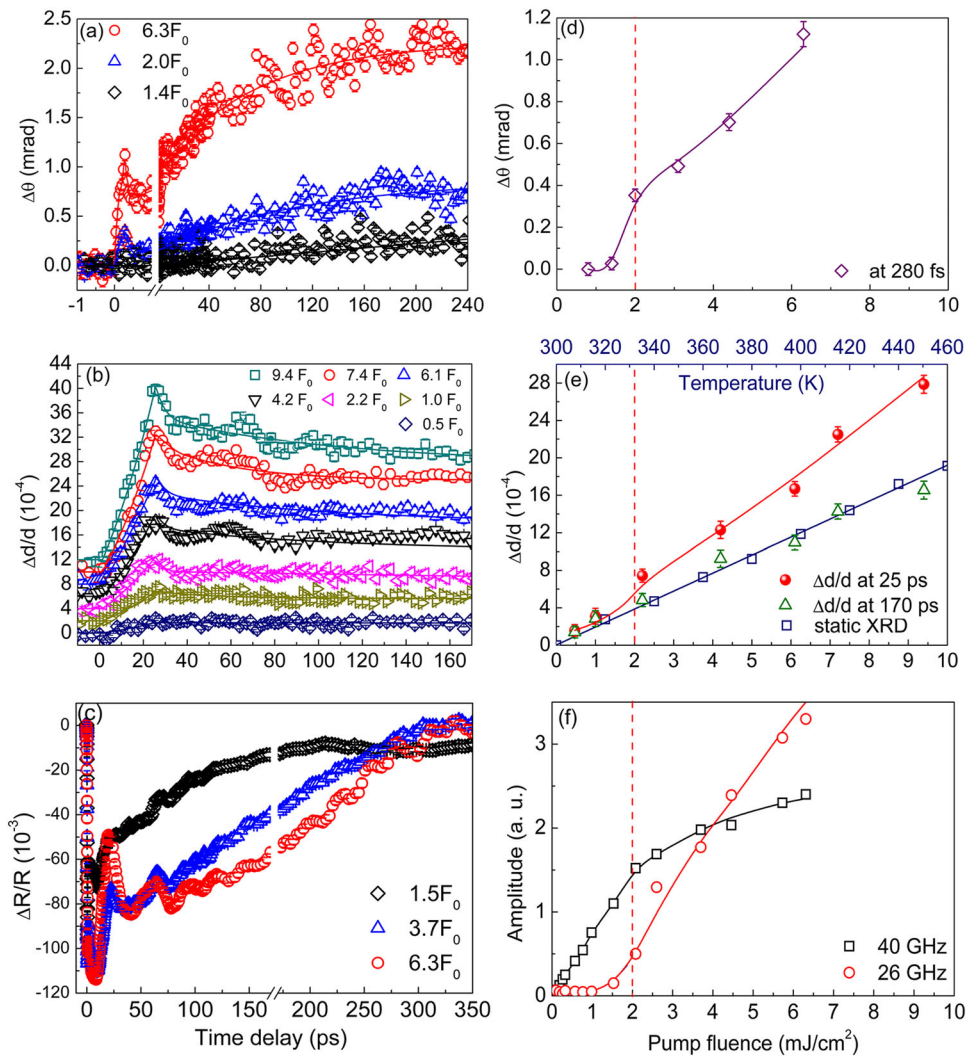 (a)
6.3F0
2.0F0
1.4F0
Δθ (mrad)
2.5
2.0
1.5
1.0
0.5
0.0
-1 0 40 80 120 160 200 240
(d)
Δθ (mrad)
1.2
1.0
0.8
0.6
0.4
0.2
0.0
at 280 fs
0 2 4 6 8 10
(b)
9.4 F0 7.4 F0 6.1 F0
4.2 F0 2.2 F0 1.0 F0
0.5 F0
Δd/d (10-4)
44
40
36
32
28
24
20
16
12
8
4
0
0 20 40 60 80 100 120 140 160
300 320 340 360 380 400 420 440 460
Temperature (K)
(e)
Δd/d (10-4)
28
24
20
16
12
8
4
0
Δd/d at 25 ps
Δd/d at 170 ps
static XRD
0 1 2 3 4 5 6 7 8 9 10
(c)
ΔR/R (10-3)
0
-20
-40
-60
-80
-100
-120
1.5F0
3.7F0
6.3F0
0 50 100 150 250 300 350
Time delay (ps)
(f)
Amplitude (a. u.)
3
2
1
0
40 GHz
26 GHz
0 1 2 3 4 5 6 7 8 9 10
Pump fluence (mJ/cm2)